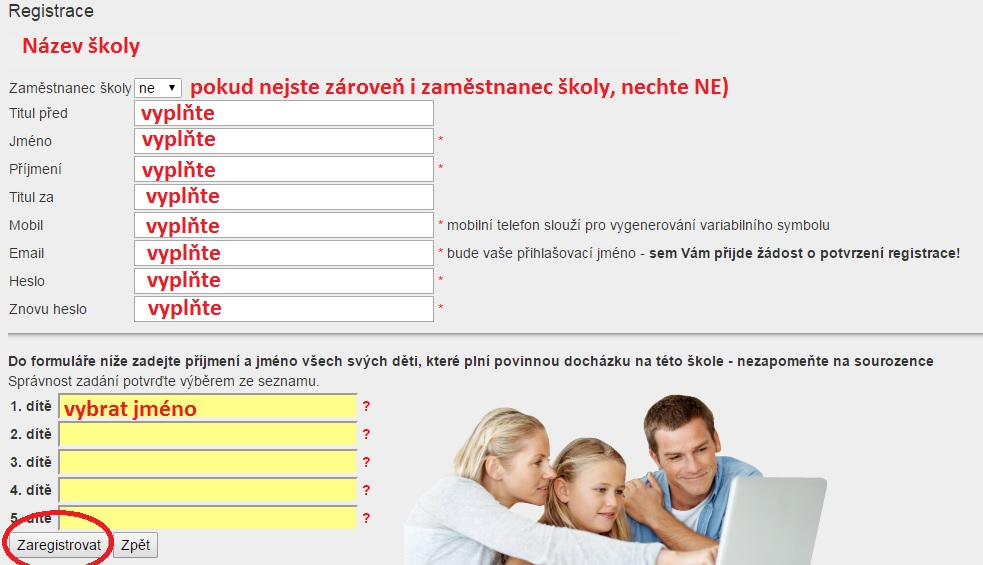 Registrace
Název školy
Zaměstnanec školy ne pokud nejste zároveň i zaměstnanec školy, nechte NE)
Titul před vyplňte
Jméno vyplňte *
Příjmení vyplňte *
Titul za vyplňte
Mobil vyplňte * mobilní telefon slouží pro vygenerování variabilního symbolu
Email vyplňte * bude vaše přihlašovací jméno - sem Vám přijde žádost o potvrzení registrace!
Heslo vyplňte *
Znovu heslo vyplňte *
Do formuláře níže zadejte příjmení a jméno všech svých děti, které plní povinnou docházku na této škole - nezapomeňte na sourozence
Správnost zadání potvrďte výběrem ze seznamu.
1. dítě vybrat jméno ?
2. dítě ?
3. dítě ?
4. dítě ?
5. dítě ?
Zaregistrovat Zpět